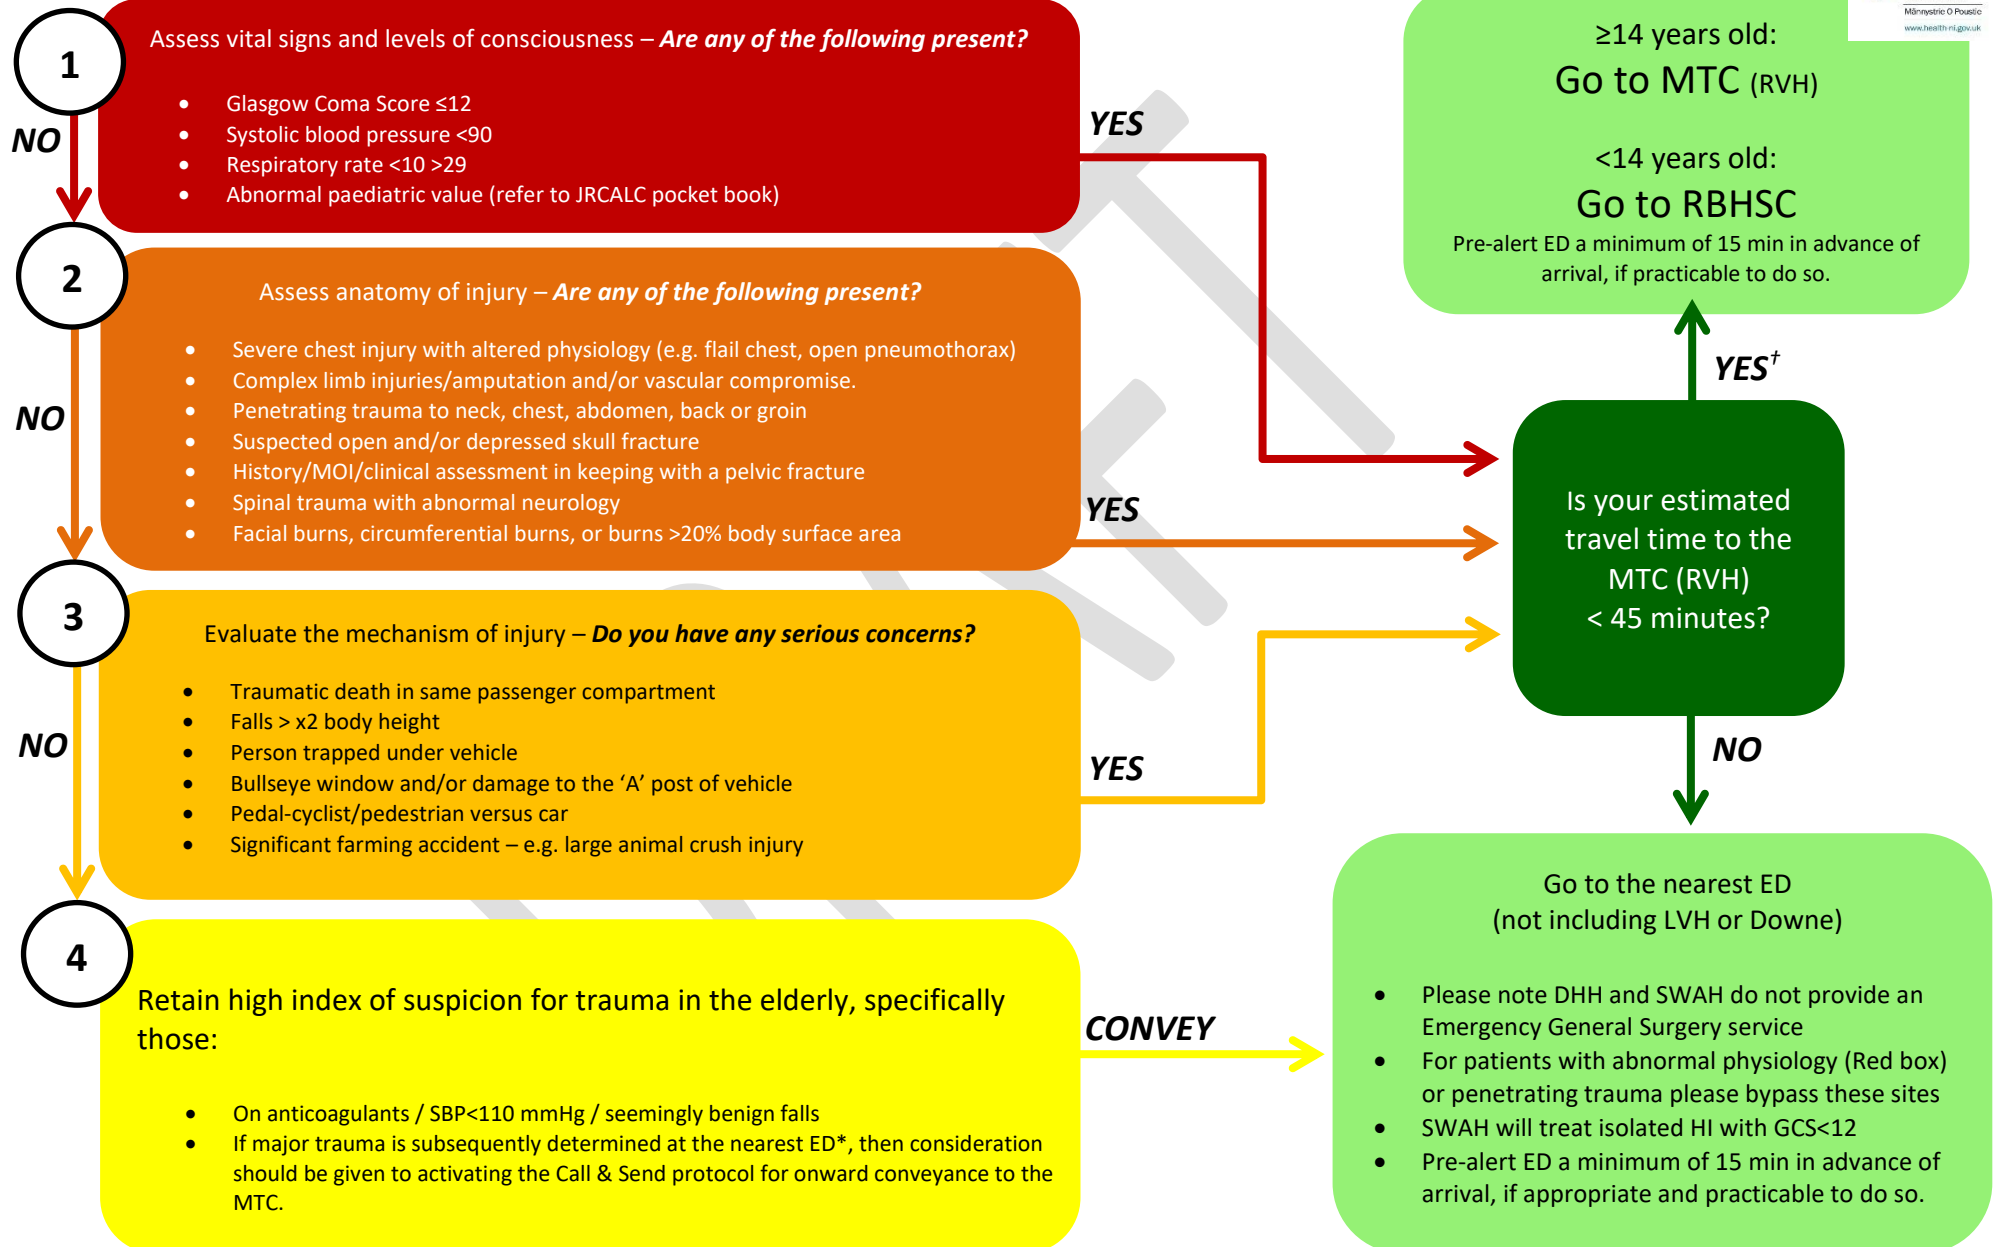 1
Assess vital signs and levels of consciousness – Are any of the following present?
• Glasgow Coma Score ≤12
• Systolic blood pressure <90
• Respiratory rate <10 >29
• Abnormal paediatric value (refer to JRCALC pocket book)
NO
YES
2
Assess anatomy of injury – Are any of the following present?
• Severe chest injury with altered physiology (e.g. flail chest, open pneumothorax)
• Complex limb injuries/amputation and/or vascular compromise.
• Penetrating trauma to neck, chest, abdomen, back or groin
• Suspected open and/or depressed skull fracture
• History/MOI/clinical assessment in keeping with a pelvic fracture
• Spinal trauma with abnormal neurology
• Facial burns, circumferential burns, or burns >20% body surface area
NO
YES
3
Evaluate the mechanism of injury – Do you have any serious concerns?
• Traumatic death in same passenger compartment
• Falls > x2 body height
• Person trapped under vehicle
• Bullseye window and/or damage to the ‘A’ post of vehicle
• Pedal-cyclist/pedestrian versus car
• Significant farming accident – e.g. large animal crush injury
NO
YES
4
Retain high index of suspicion for trauma in the elderly, specifically
those:
• On anticoagulants / SBP<110 mmHg / seemingly benign falls
• If major trauma is subsequently determined at the nearest ED*, then consideration
should be given to activating the Call & Send protocol for onward conveyance to the
MTC.
CONVEY
Männystrie O Poustie
www.health-ni.gov.uk
≥14 years old:
Go to MTC (RVH)
<14 years old:
Go to RBHSC
Pre-alert ED a minimum of 15 min in advance of
arrival, if practicable to do so.
YES†
Is your estimated
travel time to the
MTC (RVH)
< 45 minutes?
NO
Go to the nearest ED
(not including LVH or Downe)
• Please note DHH and SWAH do not provide an
Emergency General Surgery service
• For patients with abnormal physiology (Red box)
or penetrating trauma please bypass these sites
• SWAH will treat isolated HI with GCS<12
• Pre-alert ED a minimum of 15 min in advance of
arrival, if appropriate and practicable to do so.